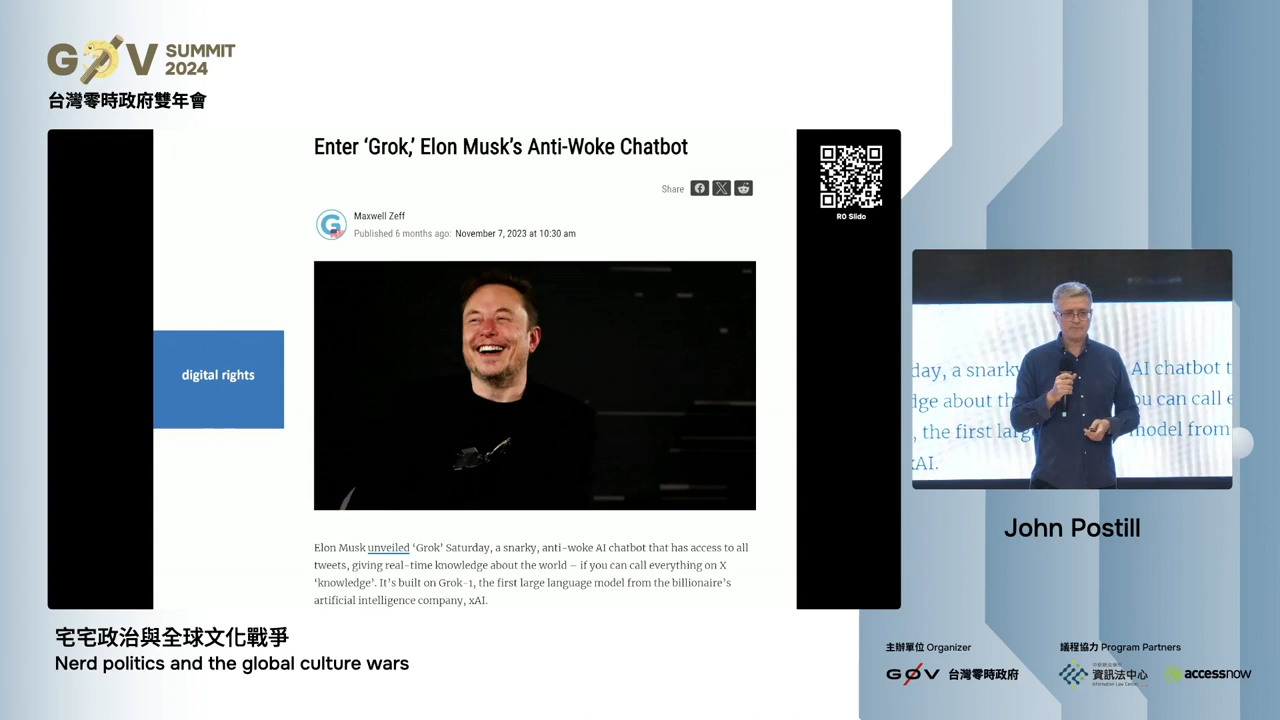 GØV SUMMIT 2024
台灣零時政府雙年會
Enter ‘Grok,’ Elon Musk’s Anti-Woke Chatbot
Share
Maxwell Zeff
Published 6 months ago: November 7, 2023 at 10:30 am
digital rights
Elon Musk unveiled ‘Grok’ Saturday, a snarky, anti-woke AI chatbot that has access to all
tweets, giving real-time knowledge about the world – if you can call everything on X
‘knowledge’. It’s built on Grok-1, the first large language model from the billionaire’s
artificial intelligence company, xAI.
R0 Slido
day, a snarky AI chatbot t
dge about th ou can call e
, the first larg model from
xAI.
John Postill
宅宅政治與全球文化戰爭
Nerd politics and the global culture wars
主辦單位 Organizer
GØV 台灣零時政府
議程協力 Program Partners
資訊法中心
Information Law Center
accessnow